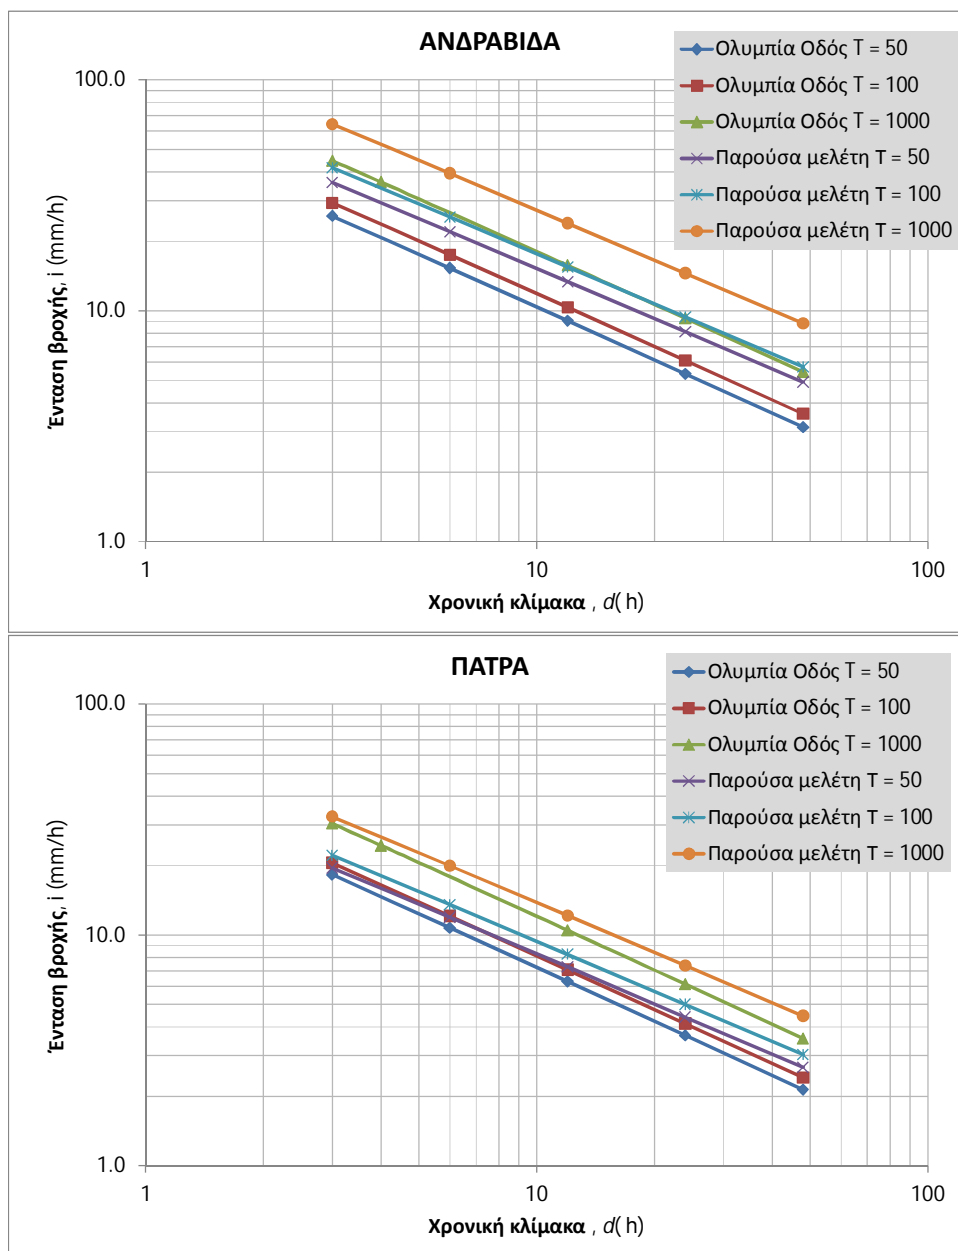 ΑΝΔΡΑΒΙΔΑ
Ολυμπία Οδός T = 50
Ολυμπία Οδός T = 100
Ολυμπία Οδός T = 1000
Παρούσα μελέτη T = 50
Παρούσα μελέτη T = 100
Παρούσα μελέτη T = 1000
100.0
10.0
1.0
Ένταση βροχής, i (mm/h)
1 10 100
Χρονική κλίμακα , d( h)
ΠΑΤΡΑ
Ολυμπία Οδός T = 50
Ολυμπία Οδός T = 100
Ολυμπία Οδός T = 1000
Παρούσα μελέτη T = 50
Παρούσα μελέτη T = 100
Παρούσα μελέτη T = 1000
100.0
10.0
1.0
Ένταση βροχής, i (mm/h)
1 10 100
Χρονική κλίμακα , d( h)